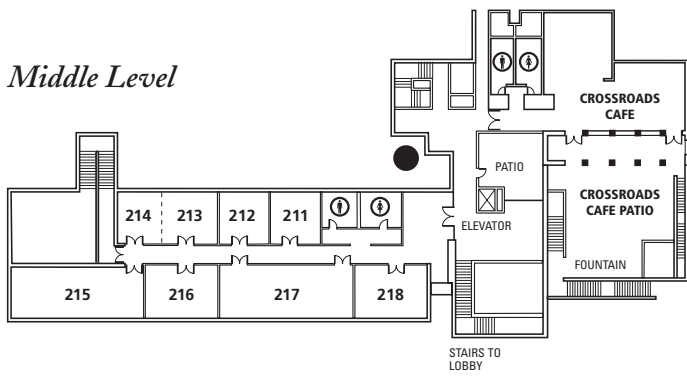 Middle Level
CROSSROADS
CAFE
PATIO
CROSSROADS
CAFE PATIO
214
213
212
211
ELEVATOR
FOUNTAIN
215
216
217
218
STAIRS TO
LOBBY